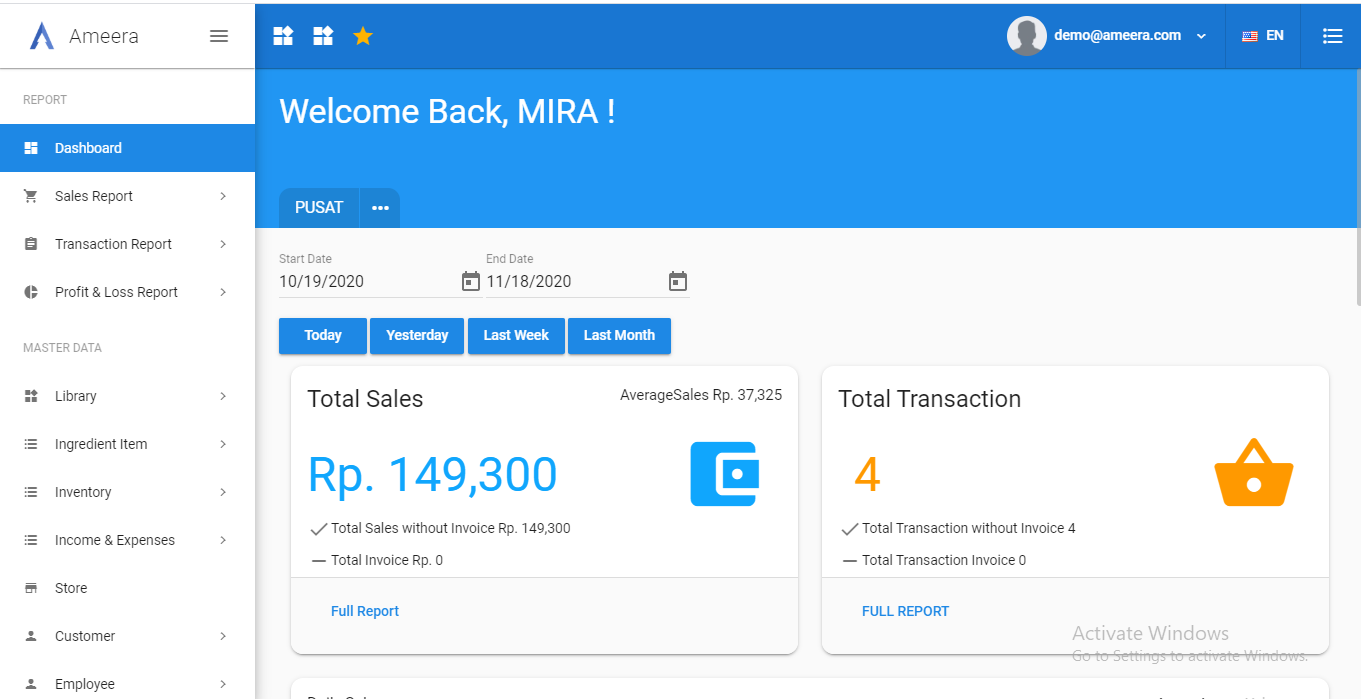 Ameera
demo@ameera.com
EN
REPORT
Dashboard
Sales Report
Transaction Report
Profit & Loss Report
MASTER DATA
Library
Ingredient Item
Inventory
Income & Expenses
Store
Customer
Employee
Welcome Back, MIRA !
PUSAT
Start Date
End Date
10/19/2020
11/18/2020
Today
Yesterday
Last Week
Last Month
Total Sales
AverageSales Rp. 37,325
Rp. 149,300
Total Sales without Invoice Rp. 149,300
Total Invoice Rp. 0
Full Report
Total Transaction
4
Total Transaction without Invoice 4
Total Transaction Invoice 0
FULL REPORT
Activate Windows
Go to Settings to activate Windows.